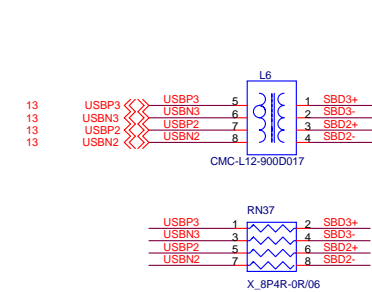 L6
13 USBP3 USBP3 5 1 SBD3+
13 USBN3 USBN3 6 2 SBD3-
13 USBP2 USBP2 7 3 SBD2+
13 USBN2 USBN2 8 4 SBD2-
CMC-L12-900D017
RN37
USBP3 1 2 SBD3+
USBN3 3 4 SBD3-
USBP2 5 6 SBD2+
USBN2 7 8 SBD2-
X_8P4R-0R/06